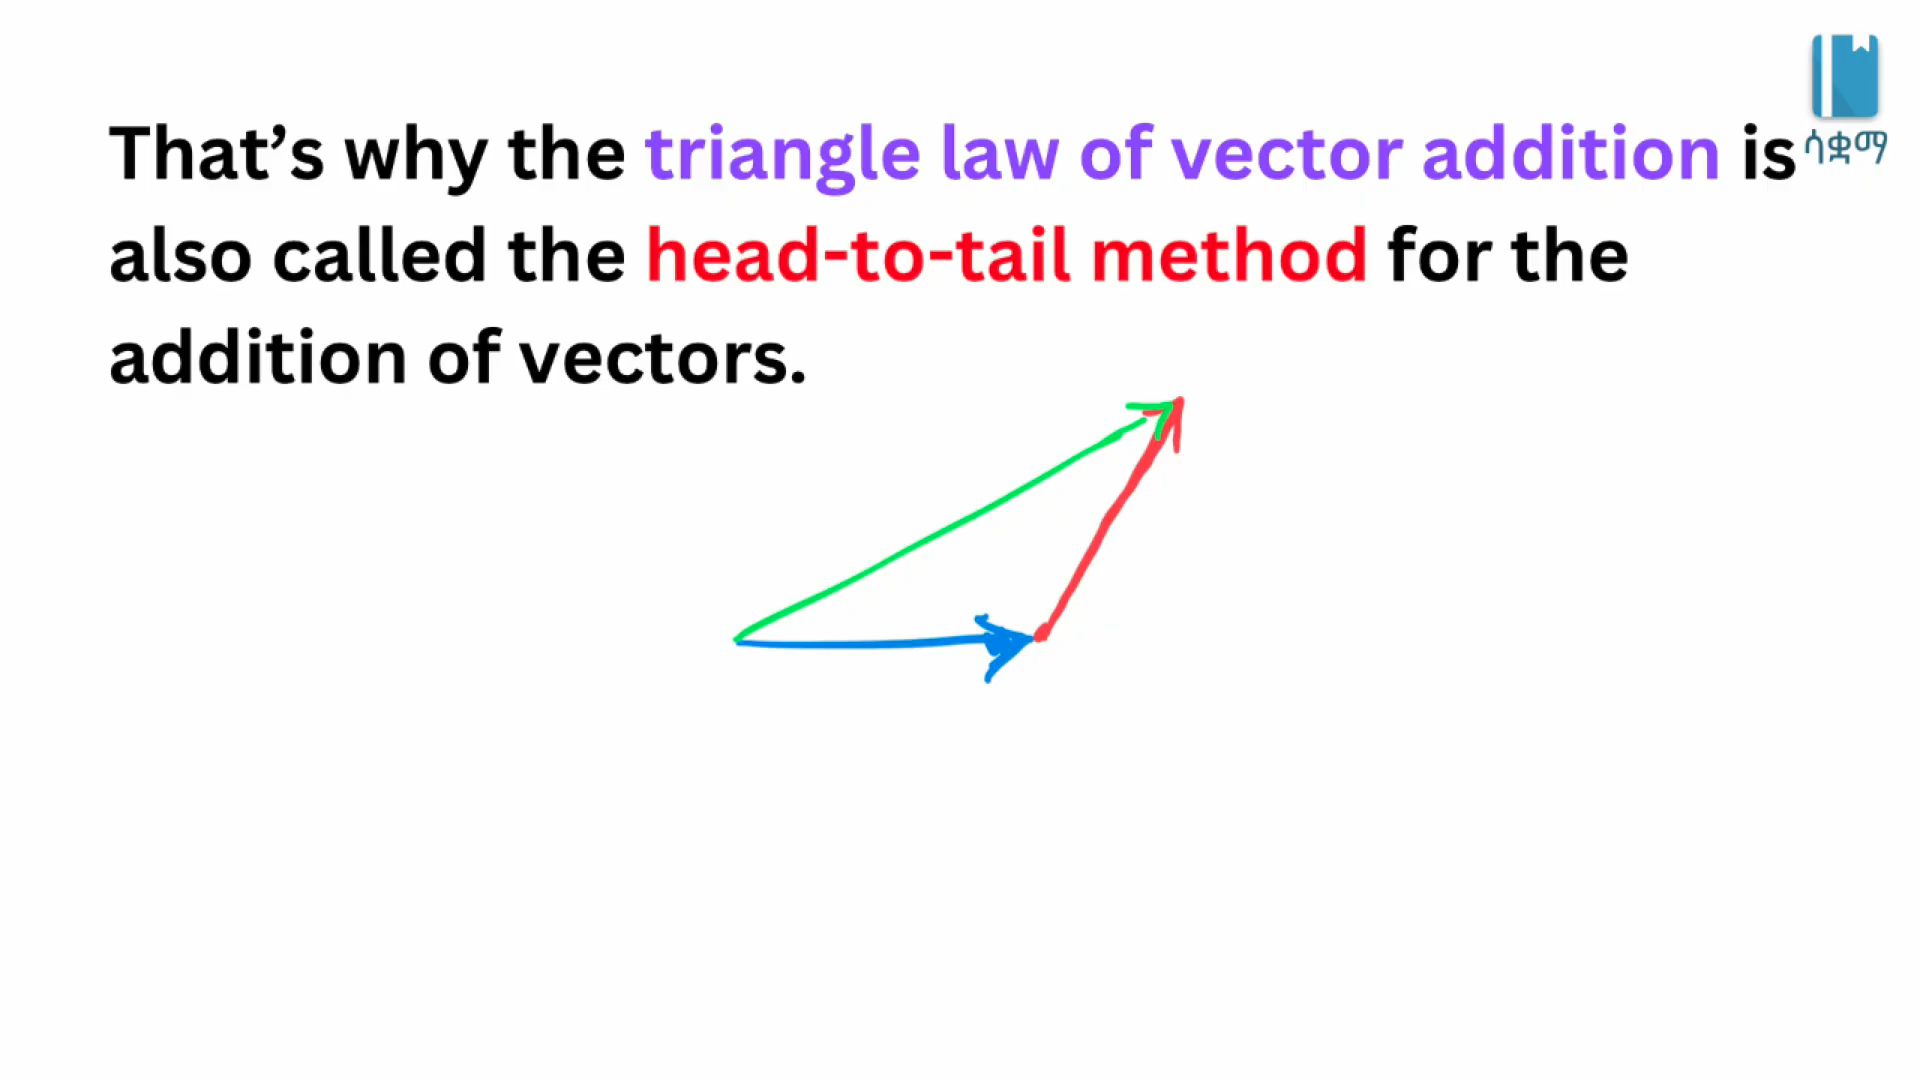 That’s why the triangle law of vector addition is
also called the head-to-tail method for the
addition of vectors.
ሳቋማ